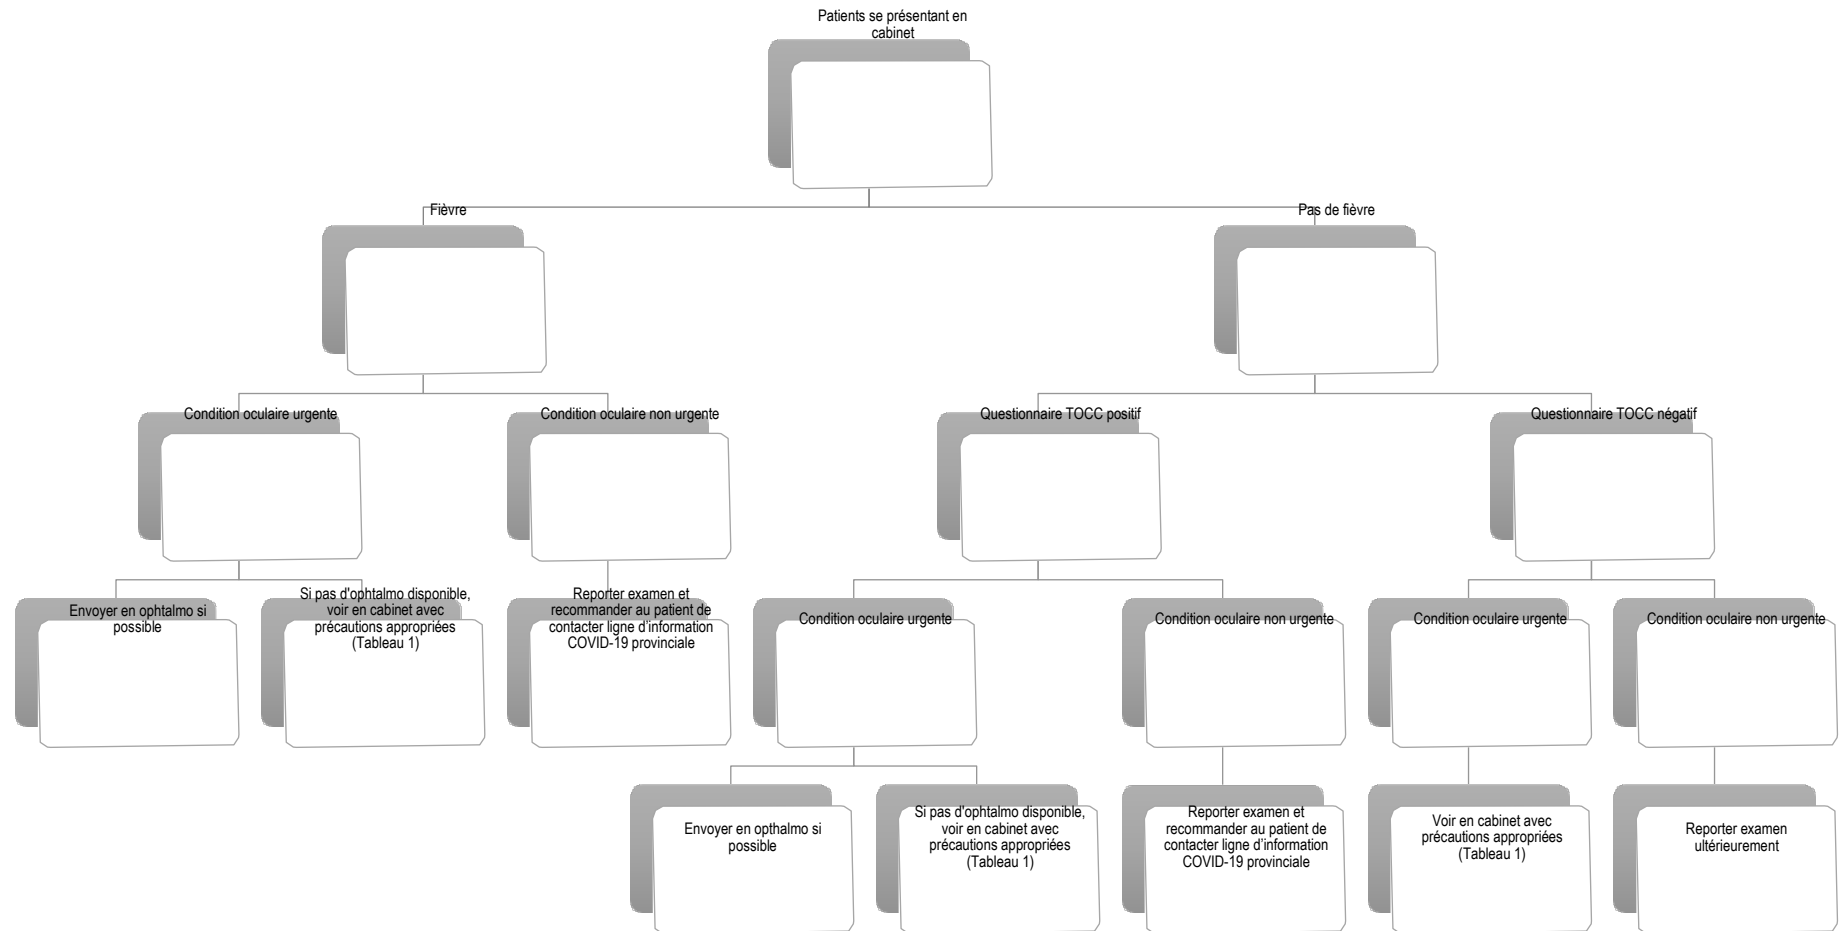 Patients se présentant en
cabinet
Fièvre
Pas de fièvre
Condition oculaire urgente
Condition oculaire non urgente
Questionnaire TOCC positif
Questionnaire TOCC négatif
Envoyer en ophtalmo si
possible
Si pas d'ophtalmo disponible,
voir en cabinet avec
précautions appropriées
(Tableau 1)
Reporter examen et
recommander au patient de
contacter ligne d'information
COVID-19 provinciale
Condition oculaire urgente
Condition oculaire non urgente
Condition oculaire urgente
Condition oculaire non urgente
Envoyer en opthalmo si
possible
Si pas d'ophtalmo disponible,
voir en cabinet avec
précautions appropriées
(Tableau 1)
Reporter examen et
recommander au patient de
contacter ligne d'information
COVID-19 provinciale
Voir en cabinet avec
précautions appropriées
(Tableau 1)
Reporter examen
ultérieurement